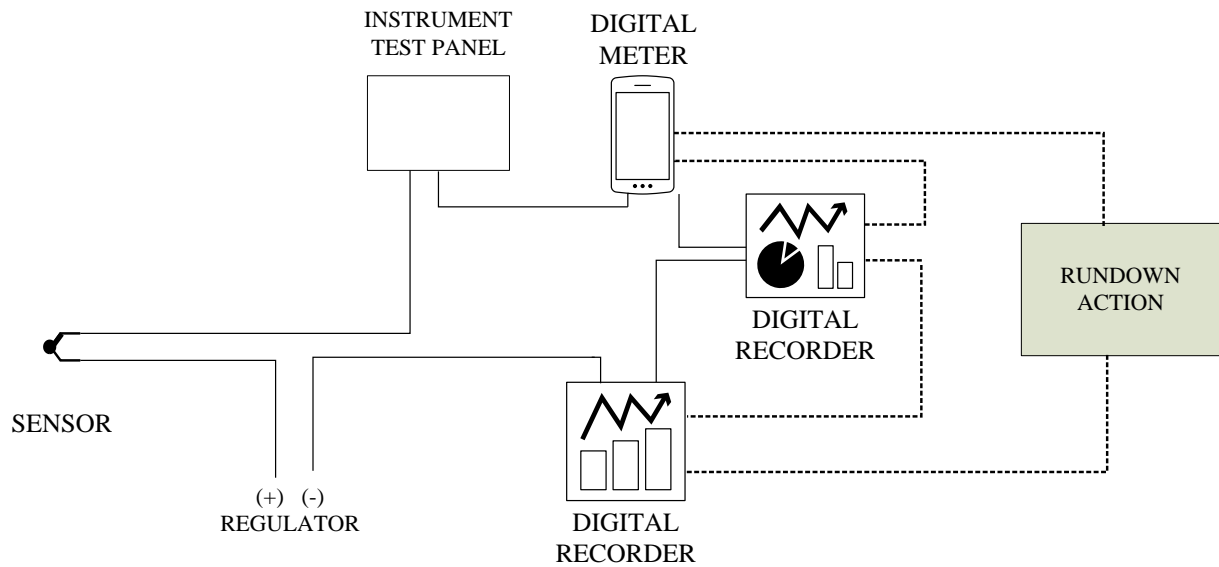 INSTRUMENT
TEST PANEL
DIGITAL
METER
RUNDOWN
ACTION
DIGITAL
RECORDER
SENSOR
(+) (-)
REGULATOR
DIGITAL
RECORDER